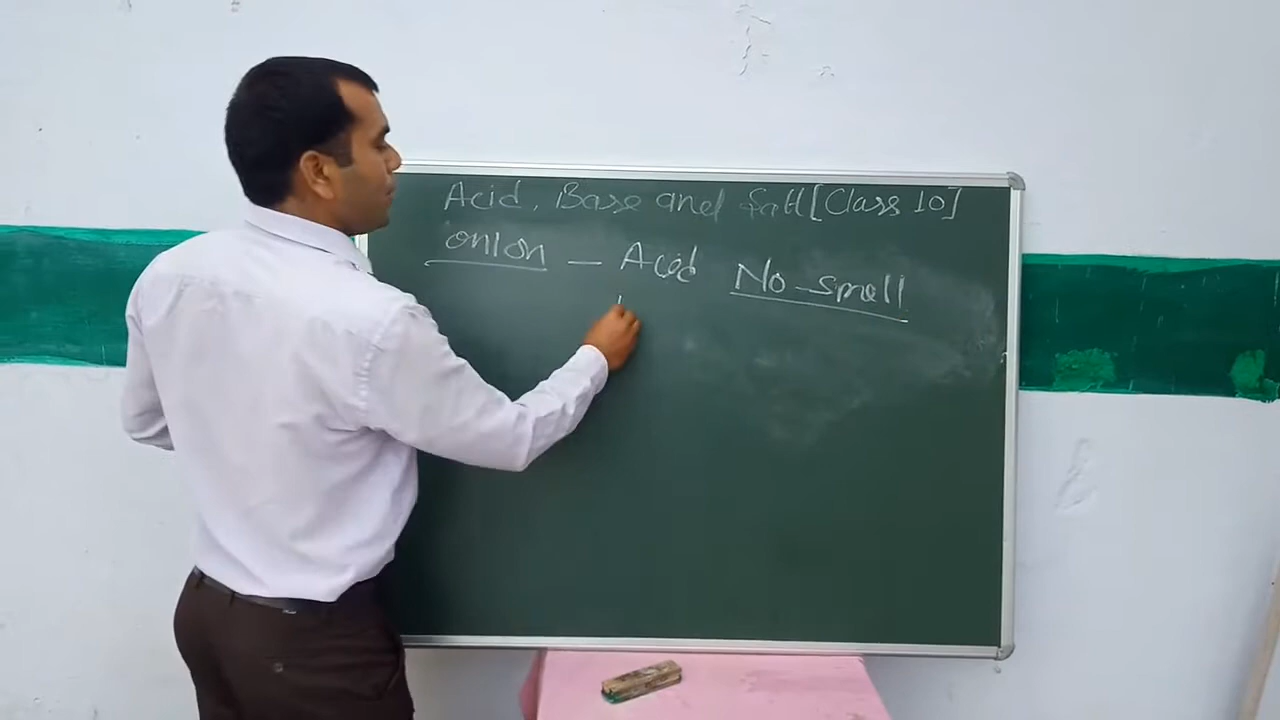 Acid, Base and Salt [Class 10]
Onion - Acid No-smell